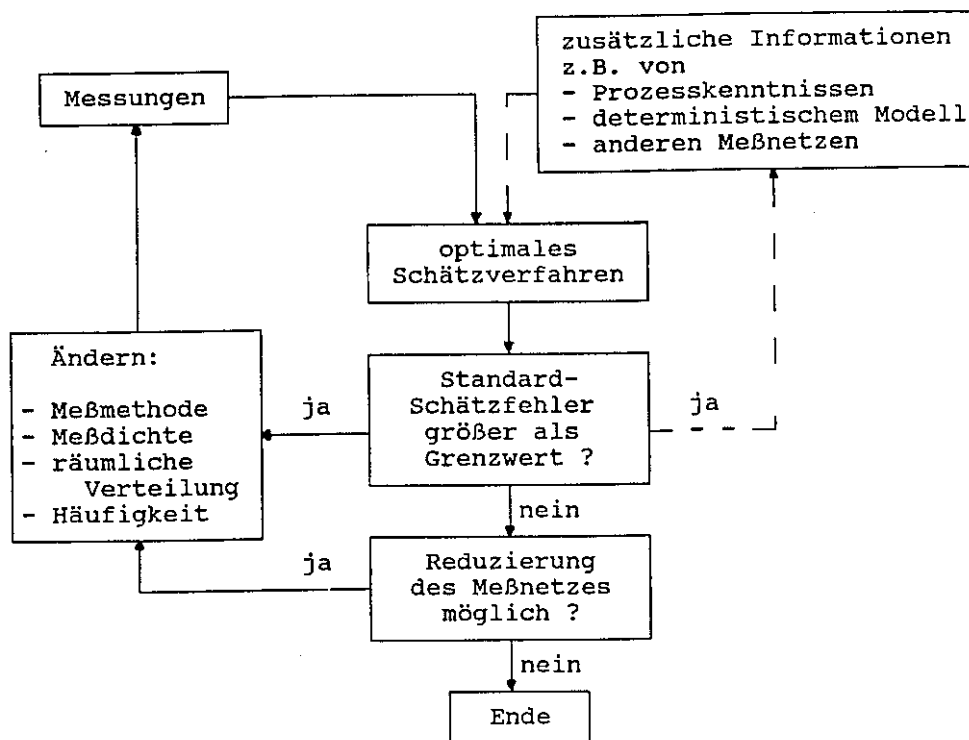 zusätzliche Informationen
z.B. von
- Prozesskenntnissen
- deterministischem Modell
- anderen Meßnetzen
Messungen
optimales
Schätzverfahren
Ändern:
- Meßmethode
- Meßdichte
- räumliche
Verteilung
- Häufigkeit
ja
Standard-
Schätzfehler
größer als
Grenzwert ?
ja
nein
ja
Reduzierung
des Meßnetzes
möglich ?
nein
Ende